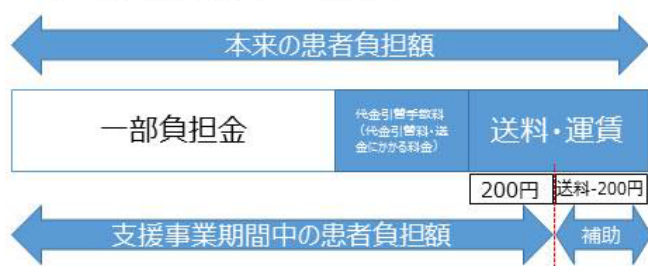 本来の患者負担額
一部負担金
代金引替手数料
(代金引替料・送
金にかかる料金)
送料・運賃
200円
送料-200円
支援事業期間中の患者負担額
補助